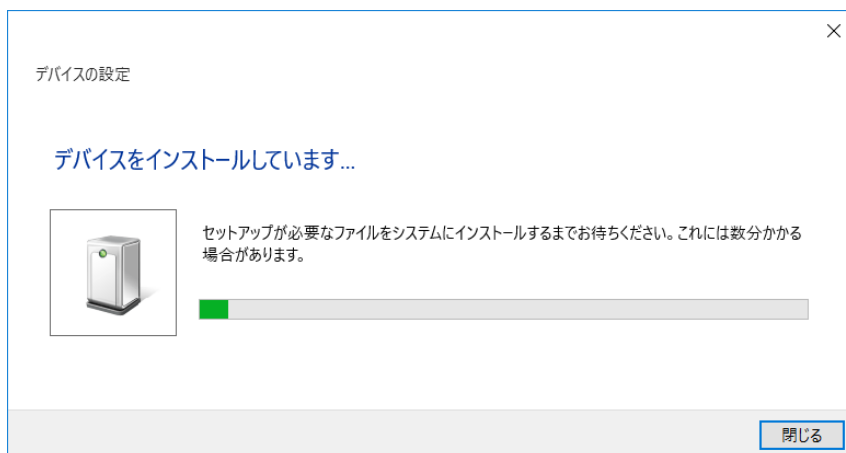 デバイスの設定
デバイスをインストールしています...
セットアップが必要なファイルをシステムにインストールするまでお待ちください。これには数分かかる
場合があります。
閉じる